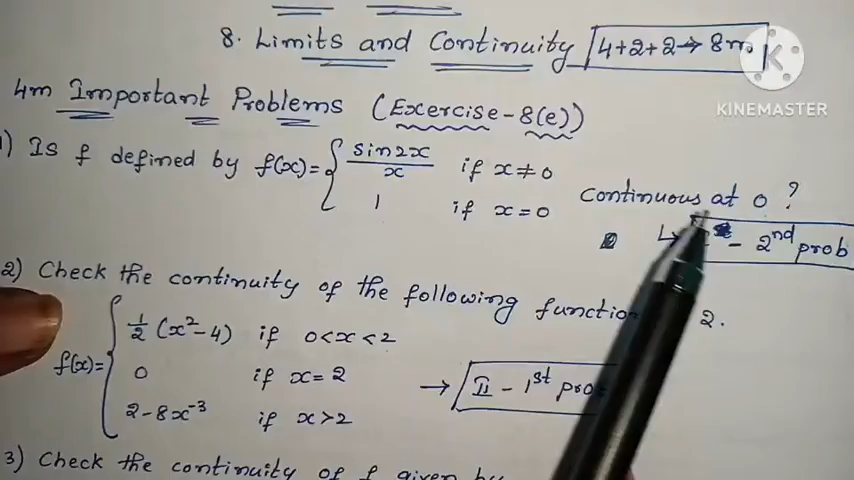 8. Limits and Continuity 4+2+2→8m
KINEMASTER
4m Important Problems (Exercise-8(e))
1) Is f defined by f(x)= { sin2x / x if x≠0
1 if x=0
continuous at 0 ?
- 2nd prob
2) Check the continuity of the following function 2.
f(x)= { 1/2 (x²-4) if 0<x<2
0 if x=2
2-8x⁻³ if x>2
→ II - 1st
3) Check the continuity of f given by